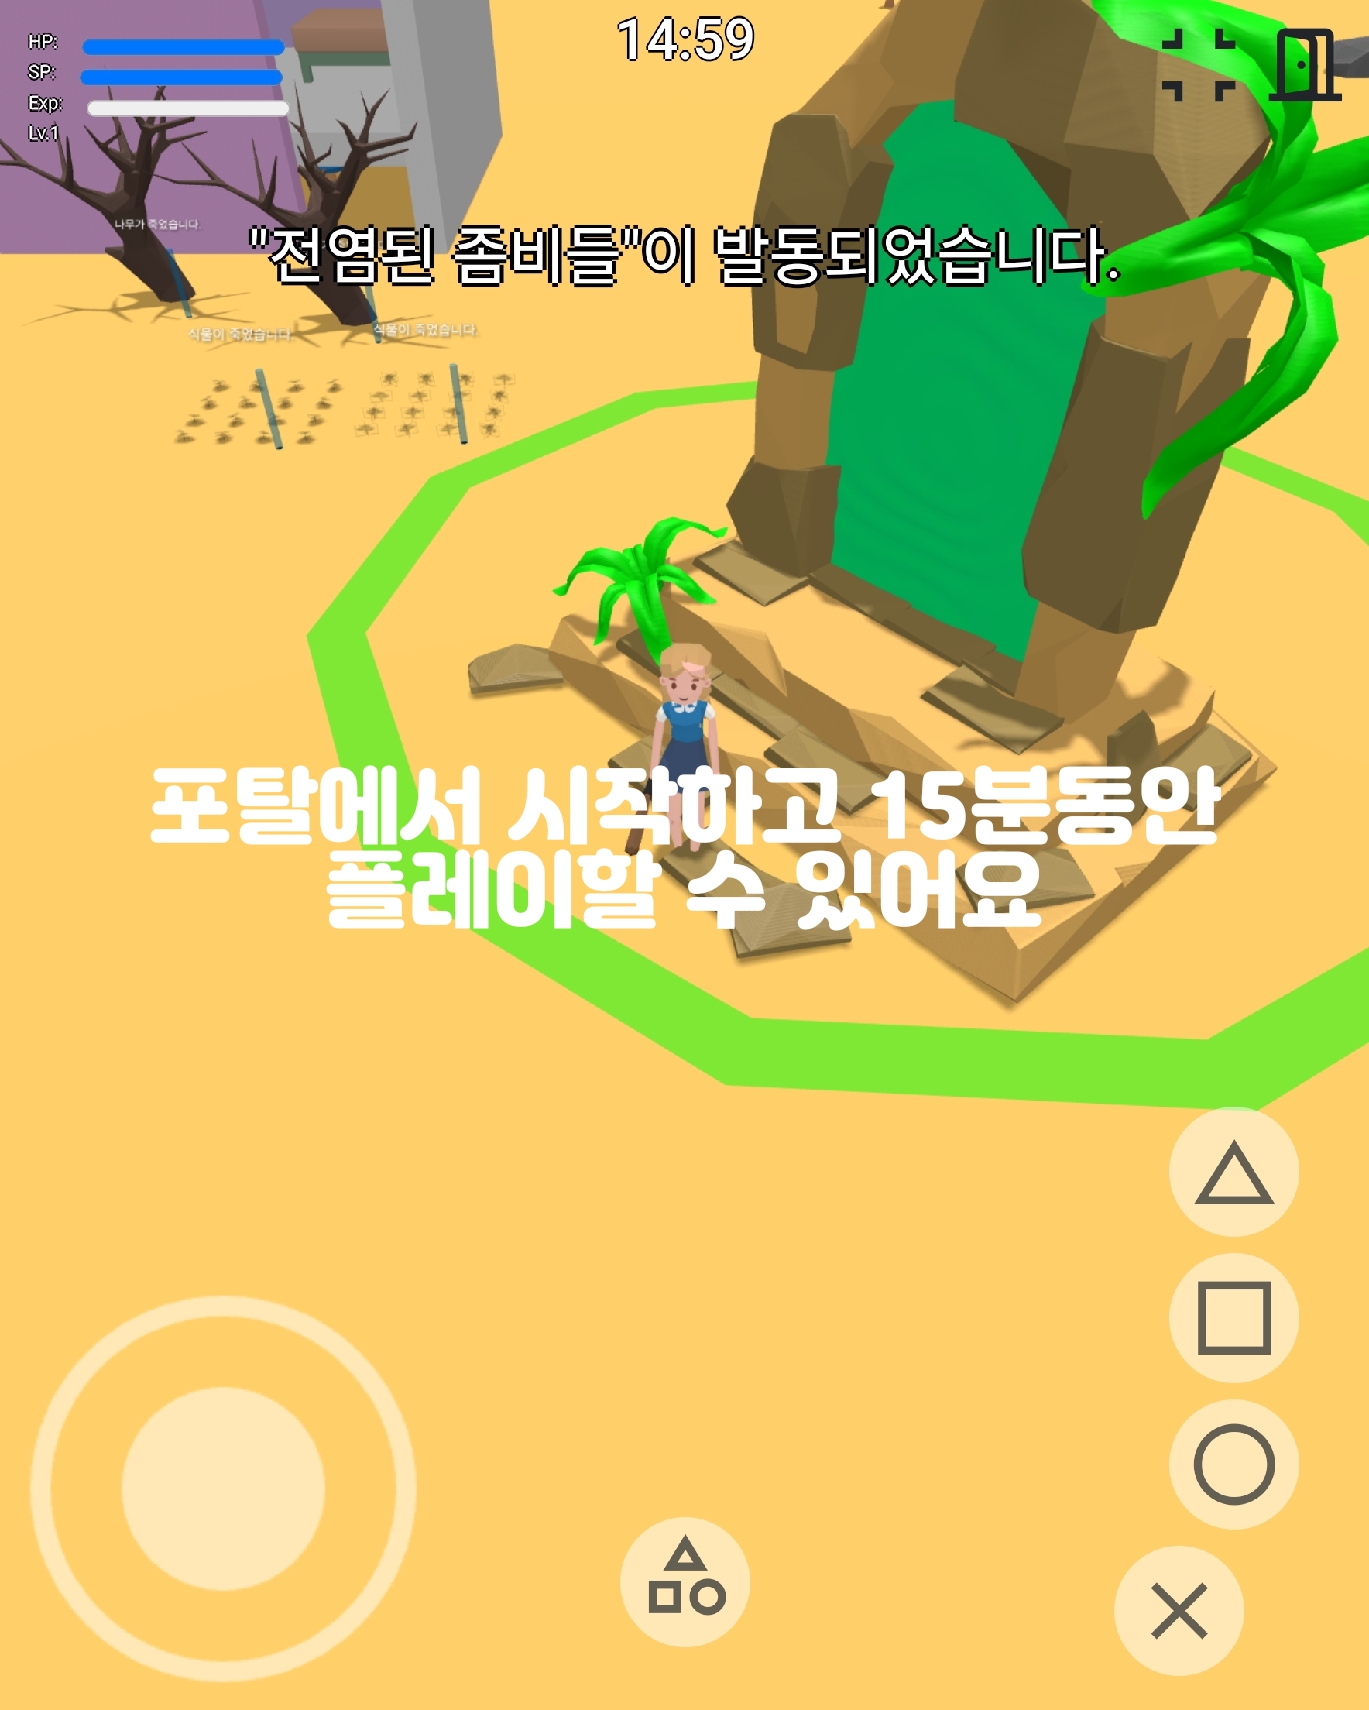 14:59
HP:
SP:
Exp:
Lv.1
나무가 죽었습니다.
"전염된 좀비들"이 발동되었습니다.
식물이 죽었습니다.
식물이 죽었습니다.
포탈에서 시작하고 15분동안
플레이할 수 있어요